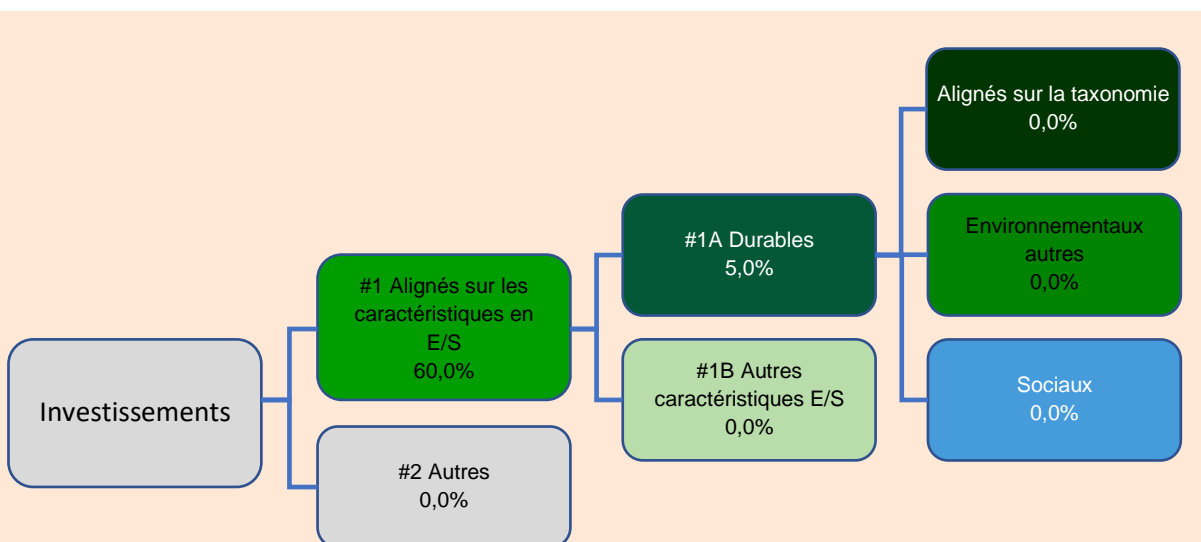 Investissements
#1 Alignés sur les
caractéristiques en
E/S
60,0%
#2 Autres
0,0%
#1A Durables
5,0%
#1B Autres
caractéristiques E/S
0,0%
Alignés sur la taxonomie
0,0%
Environnementaux
autres
0,0%
Sociaux
0,0%